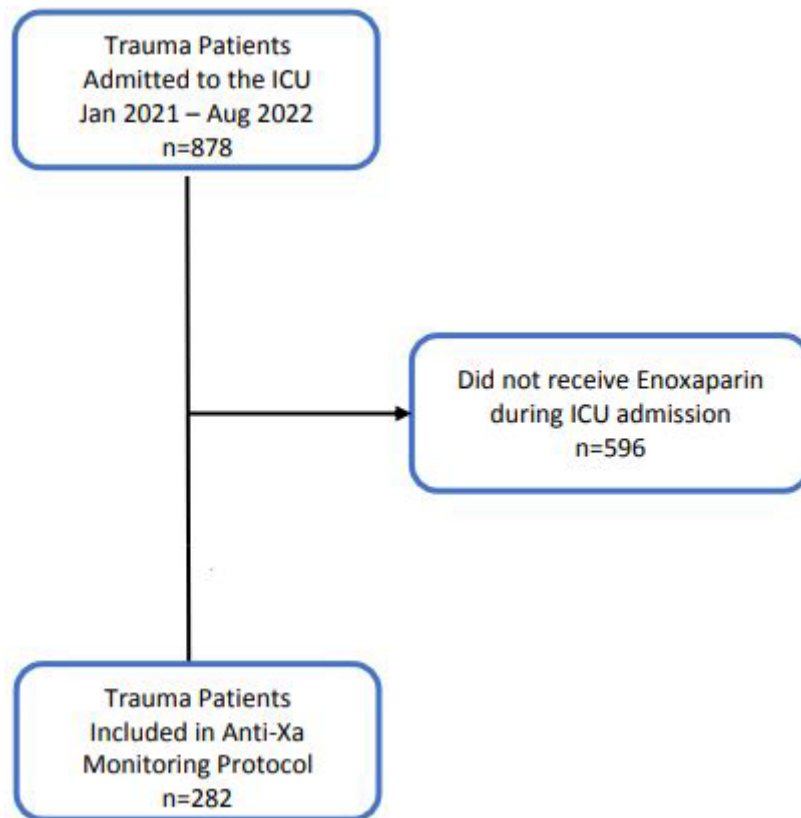 Trauma Patients
Admitted to the ICU
Jan 2021 – Aug 2022
n=878
Did not receive Enoxaparin
during ICU admission
n=596
Trauma Patients
Included in Anti-Xa
Monitoring Protocol
n=282